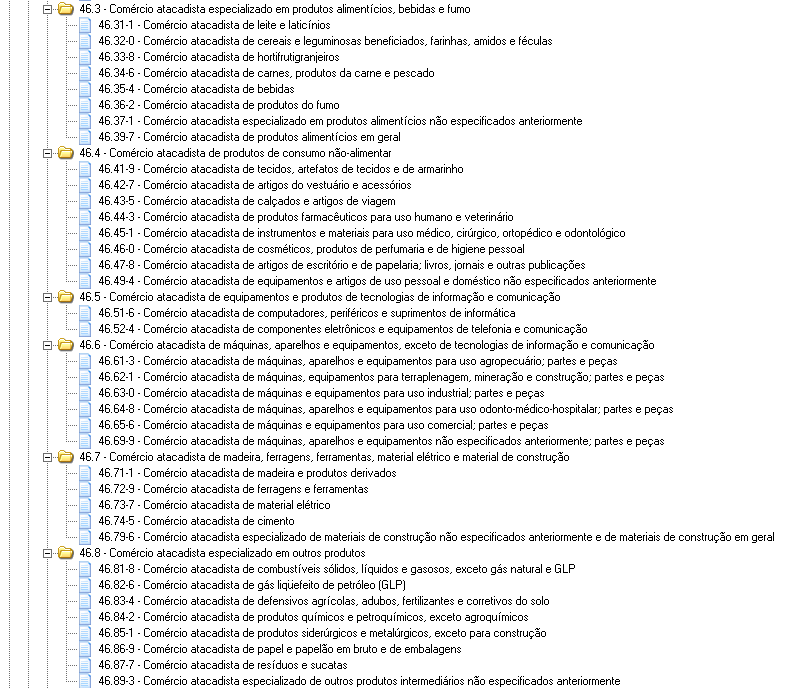 46.3 - Comércio atacadista especializado em produtos alimentícios, bebidas e fumo
46.31-1 - Comércio atacadista de leite e laticínios
46.32-0 - Comércio atacadista de cereais e leguminosas beneficiados, farinhas, amidos e féculas
46.33-8 - Comércio atacadista de hortifrutigranjeiros
46.34-6 - Comércio atacadista de carnes, produtos da carne e pescado
46.35-4 - Comércio atacadista de bebidas
46.36-2 - Comércio atacadista de produtos do fumo
46.37-1 - Comércio atacadista especializado em produtos alimentícios não especificados anteriormente
46.39-7 - Comércio atacadista de produtos alimentícios em geral
46.4 - Comércio atacadista de produtos de consumo não-alimentar
46.41-9 - Comércio atacadista de tecidos, artefatos de tecidos e de armarinho
46.42-7 - Comércio atacadista de artigos do vestuário e acessórios
46.43-5 - Comércio atacadista de calçados e artigos de viagem
46.44-3 - Comércio atacadista de produtos farmacêuticos para uso humano e veterinário
46.45-1 - Comércio atacadista de instrumentos e materiais para uso médico, cirúrgico, ortopédico e odontológico
46.46-0 - Comércio atacadista de cosméticos, produtos de perfumaria e de higiene pessoal
46.47-8 - Comércio atacadista de artigos de escritório e de papelaria; livros, jornais e outras publicações
46.49-4 - Comércio atacadista de equipamentos e artigos de uso pessoal e doméstico não especificados anteriormente
46.5 - Comércio atacadista de equipamentos e produtos de tecnologias de informação e comunicação
46.51-6 - Comércio atacadista de computadores, periféricos e suprimentos de informática
46.52-4 - Comércio atacadista de componentes eletrônicos e equipamentos de telefonia e comunicação
46.6 - Comércio atacadista de máquinas, aparelhos e equipamentos, exceto de tecnologias de informação e comunicação
46.61-3 - Comércio atacadista de máquinas, aparelhos e equipamentos para uso agropecuário; partes e peças
46.62-1 - Comércio atacadista de máquinas, equipamentos para terraplenagem, mineração e construção; partes e peças
46.63-0 - Comércio atacadista de máquinas e equipamentos para uso industrial; partes e peças
46.64-8 - Comércio atacadista de máquinas, aparelhos e equipamentos para uso odonto-médico-hospitalar; partes e peças
46.65-6 - Comércio atacadista de máquinas e equipamentos para uso comercial; partes e peças
46.69-9 - Comércio atacadista de máquinas, aparelhos e equipamentos não especificados anteriormente; partes e peças
46.7 - Comércio atacadista de madeira, ferragens, ferramentas, material elétrico e material de construção
46.71-1 - Comércio atacadista de madeira e produtos derivados
46.72-9 - Comércio atacadista de ferragens e ferramentas
46.73-7 - Comércio atacadista de material elétrico
46.74-5 - Comércio atacadista de cimento
46.79-6 - Comércio atacadista especializado de materiais de construção não especificados anteriormente e de materiais de construção em geral
46.8 - Comércio atacadista especializado em outros produtos
46.81-8 - Comércio atacadista de combustíveis sólidos, líquidos e gasosos, exceto gás natural e GLP
46.82-6 - Comércio atacadista de gás liqüefeito de petróleo (GLP)
46.83-4 - Comércio atacadista de defensivos agrícolas, adubos, fertilizantes e corretivos do solo
46.84-2 - Comércio atacadista de produtos químicos e petroquímicos, exceto agroquímicos
46.85-1 - Comércio atacadista de produtos siderúrgicos e metalúrgicos, exceto para construção
46.86-9 - Comércio atacadista de papel e papelão em bruto e de embalagens
46.87-7 - Comércio atacadista de resíduos e sucatas
46.89-3 - Comércio atacadista especializado de outros produtos intermediários não especificados anteriormente